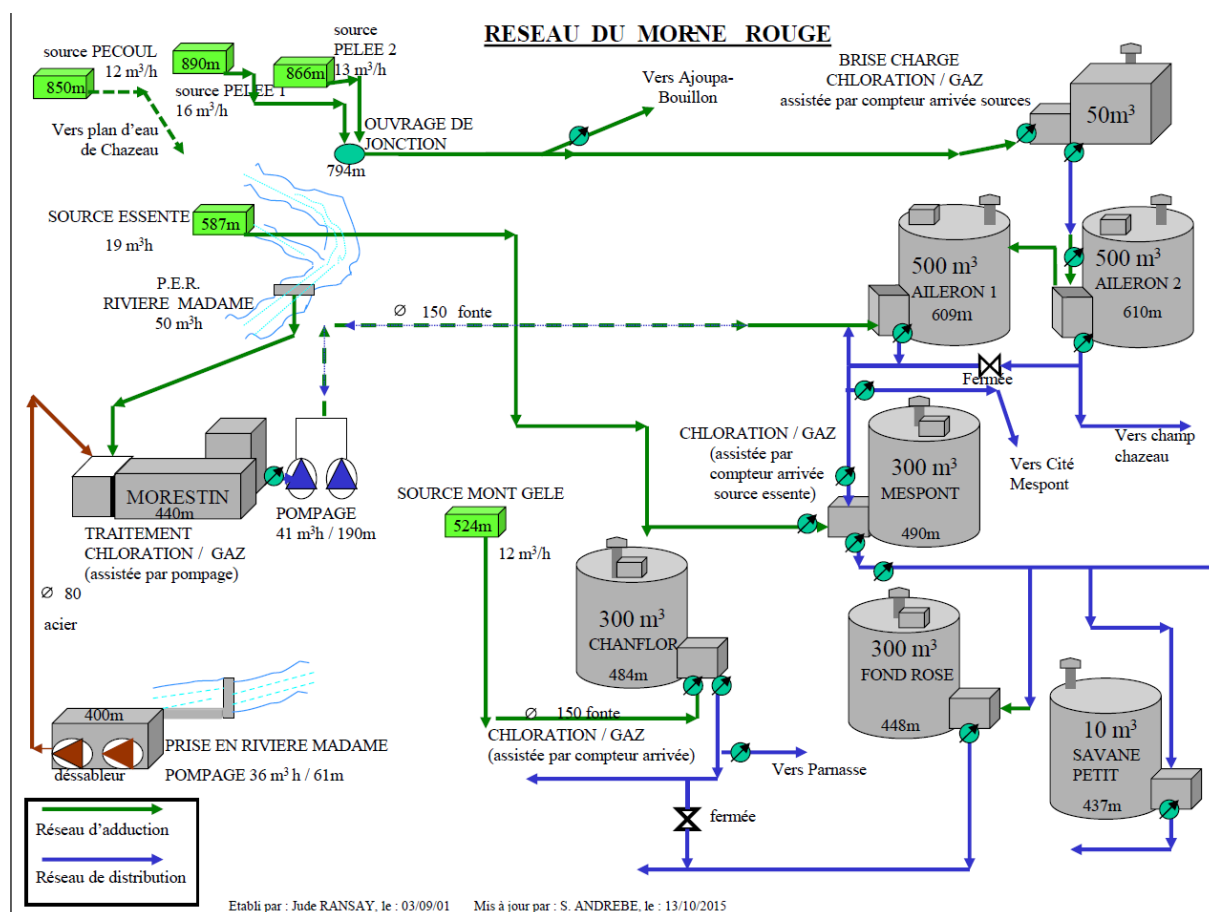 RESEAU DU MORNE ROUGE
source PECOUL
12 m³/h
850m
890m
source PELEE 1
16 m³/h
source
PELEE 2
13 m³/h
866m
Vers plan d’eau
de Chazeau
OUVRAGE DE
JONCTION
794m
Vers Ajoupa-
Bouillon
BRISE CHARGE
CHLORATION / GAZ
assistée par compteur arrivée sources
50m³
SOURCE ESSENTE
587m
19 m³h
P.E.R.
RIVIERE MADAME
50 m³h
∅ 150 fonte
500 m³
AILERON 1
609m
500 m³
AILERON 2
610m
Fermée
Vers champ
chazeau
Vers Cité
Mespont
CHLORATION / GAZ
(assistée par
compteur arrivée
source essente)
300 m³
MESPONT
490m
MORESTIN
440m
TRAITEMENT
CHLORATION / GAZ
(assistée par pompage)
POMPAGE
41 m³h / 190m
SOURCE MONT GELE
524m
12 m³/h
∅ 80
acier
300 m³
CHANFLOR
484m
∅ 150 fonte
CHLORATION / GAZ
(assistée par compteur arrivée)
300 m³
FOND ROSE
448m
10 m³
SAVANE
PETIT
437m
Vers Parnasse
fermée
400m
déssableur
PRISE EN RIVIERE MADAME
POMPAGE 36 m³ h / 61m
Réseau d’adduction
Réseau de distribution
Etabli par : Jude RANSAY, le : 03/09/01 Mis à jour par : S. ANDREBE, le : 13/10/2015